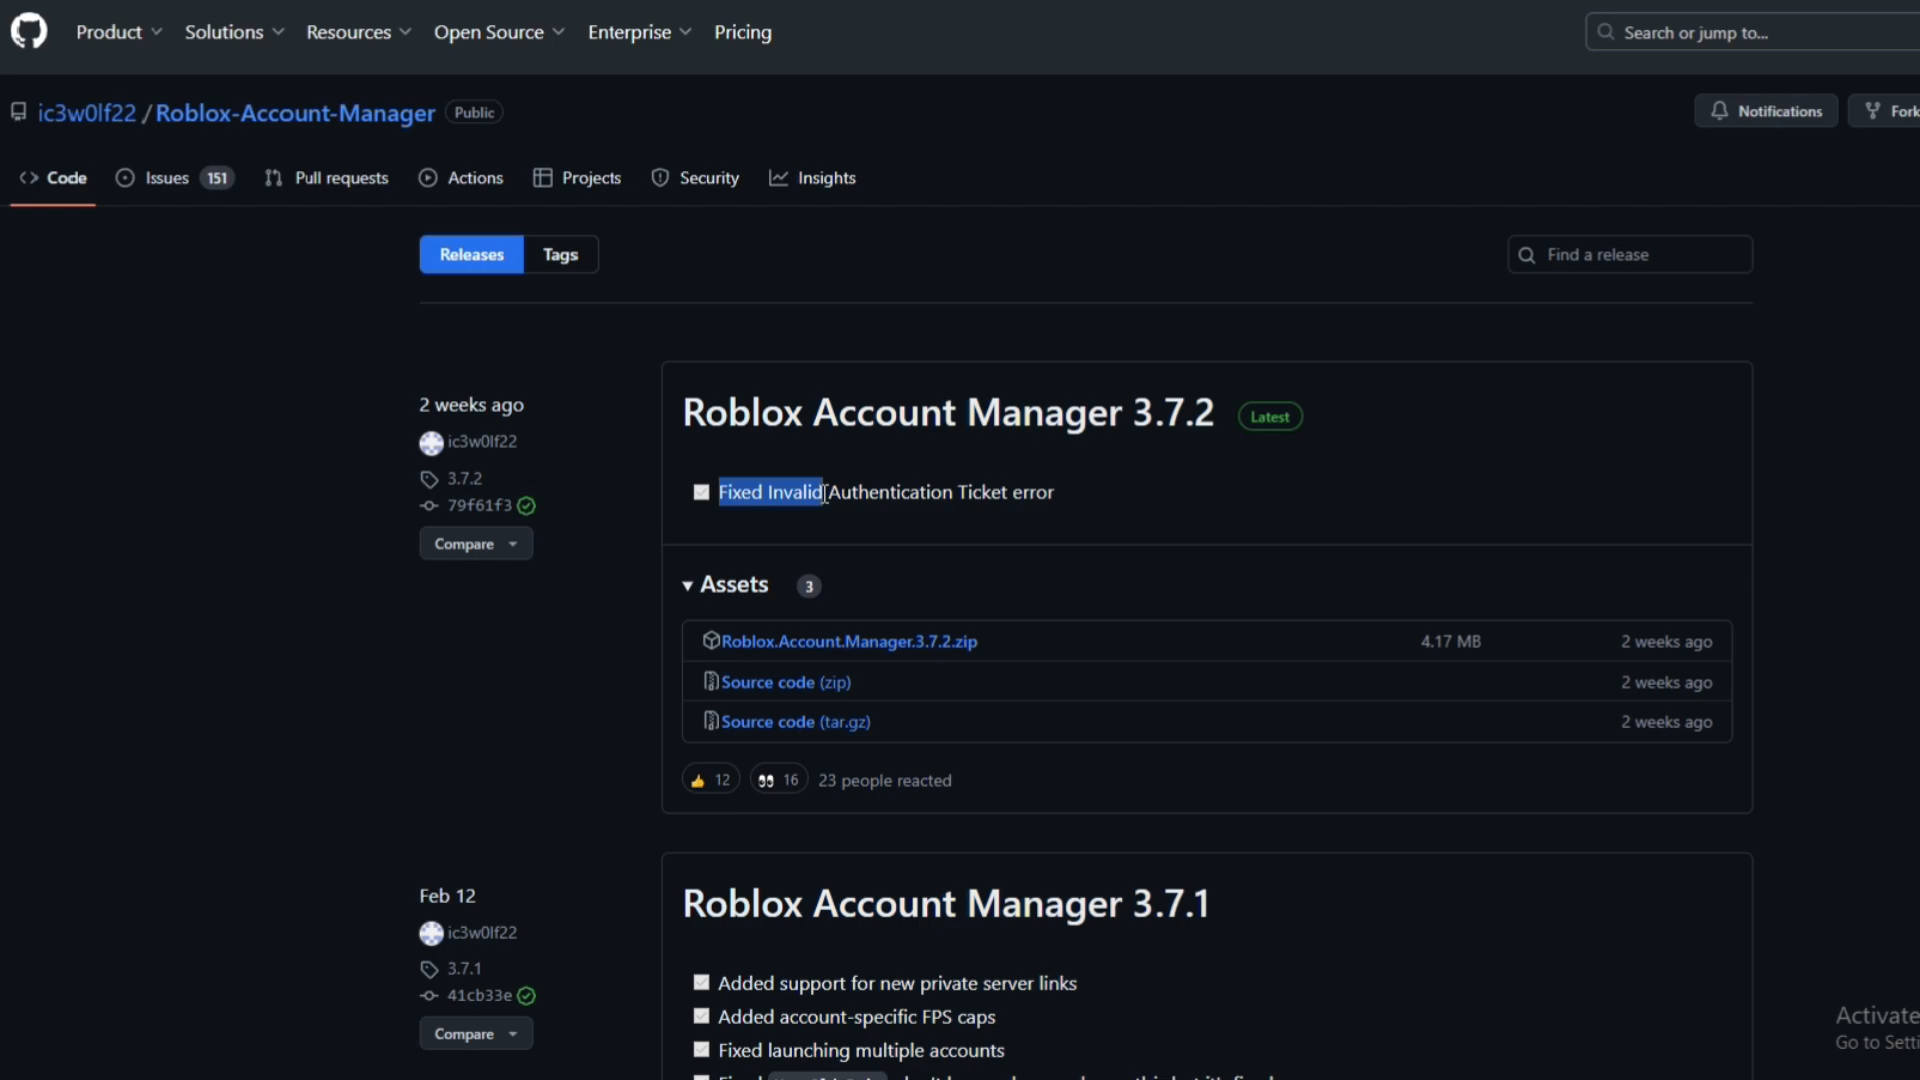 Product Solutions Resources Open Source Enterprise Pricing
Search or jump to...
ic3w0lf22 / Roblox-Account-Manager Public
Notifications Fork
Code Issues 151 Pull requests Actions Projects Security Insights
Releases Tags
Find a release
2 weeks ago
ic3w0lf22
3.7.2
79f61f3
Compare
Roblox Account Manager 3.7.2 Latest
Fixed Invalid Authentication Ticket error
Assets 3
Roblox.Account.Manager.3.7.2.zip 4.17 MB 2 weeks ago
Source code (zip) 2 weeks ago
Source code (tar.gz) 2 weeks ago
12 16 23 people reacted
Feb 12
ic3w0lf22
3.7.1
41cb33e
Compare
Roblox Account Manager 3.7.1
Added support for new private server links
Added account-specific FPS caps
Fixed launching multiple accounts
Activate
Go to Setti